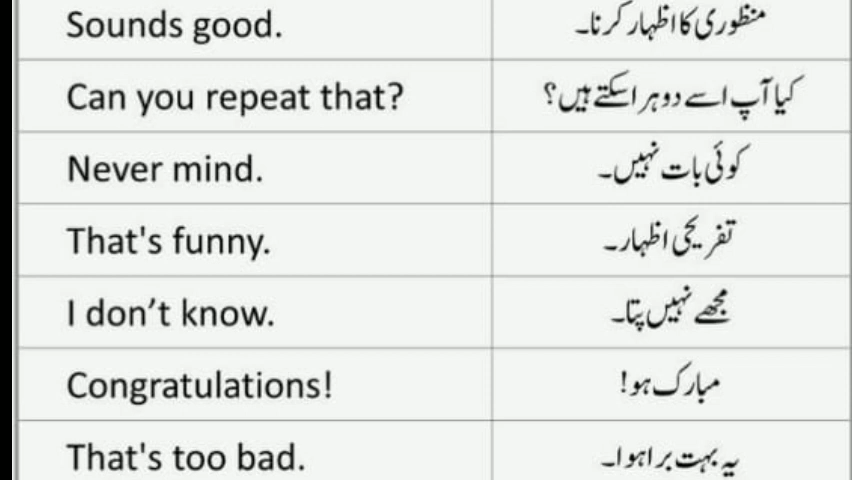 Sounds good. منظوری کا اظہار کرنا۔
Can you repeat that? کیا آپ اسے دوہرا سکتے ہیں؟
Never mind. کوئی بات نہیں۔
That's funny. تفریحی اظہار۔
I don’t know. مجھے نہیں پتا۔
Congratulations! مبارک ہو!
That's too bad. یہ بہت برا ہوا۔